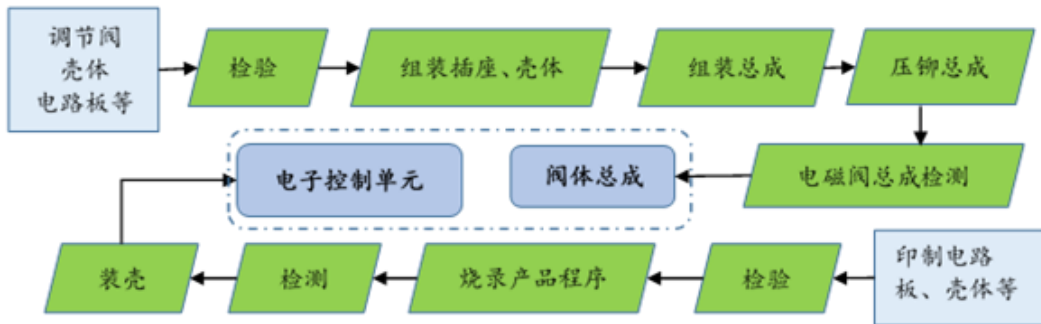 调节阀
壳体
电路板等
检验
组装插座、壳体
组装总成
压铆总成
电子控制单元
阀体总成
电磁阀总成检测
装壳
检测
烧录产品程序
检验
印制电路
板、壳体等